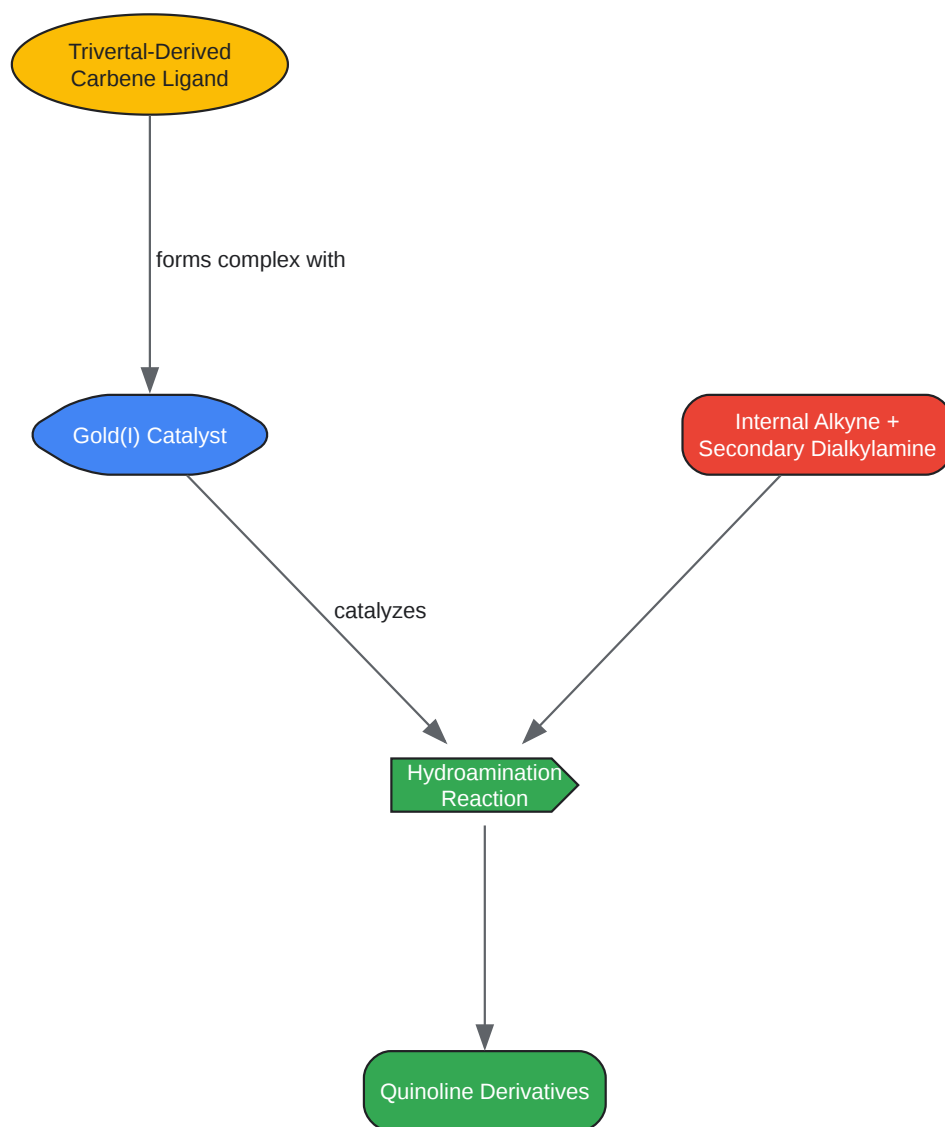 Trivertal-Derived
Carbene Ligand
forms complex with
Gold(I) Catalyst
Internal Alkyne +
Secondary Dialkylamine
catalyzes
Hydroamination
Reaction
Quinoline Derivatives